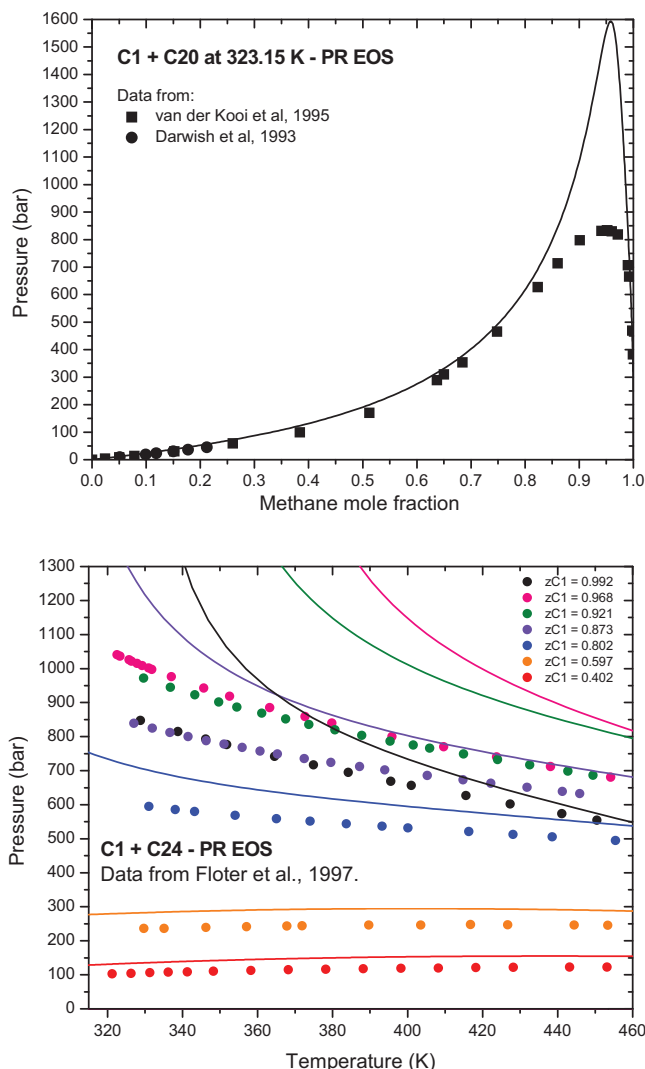 1600
1500
1400
1300
1200
1100
1000
900
800
700
600
500
400
300
200
100
0
Pressure (bar)
C1 + C20 at 323.15 K - PR EOS
Data from:
van der Kooi et al, 1995
Darwish et al, 1993
0.0 0.1 0.2 0.3 0.4 0.5 0.6 0.7 0.8 0.9 1.0
Methane mole fraction
1300
1200
1100
1000
900
800
700
600
500
400
300
200
100
0
Pressure (bar)
zC1 = 0.992
zC1 = 0.968
zC1 = 0.921
zC1 = 0.873
zC1 = 0.802
zC1 = 0.597
zC1 = 0.402
C1 + C24 - PR EOS
Data from Floter et al., 1997.
320 340 360 380 400 420 440 460
Temperature (K)